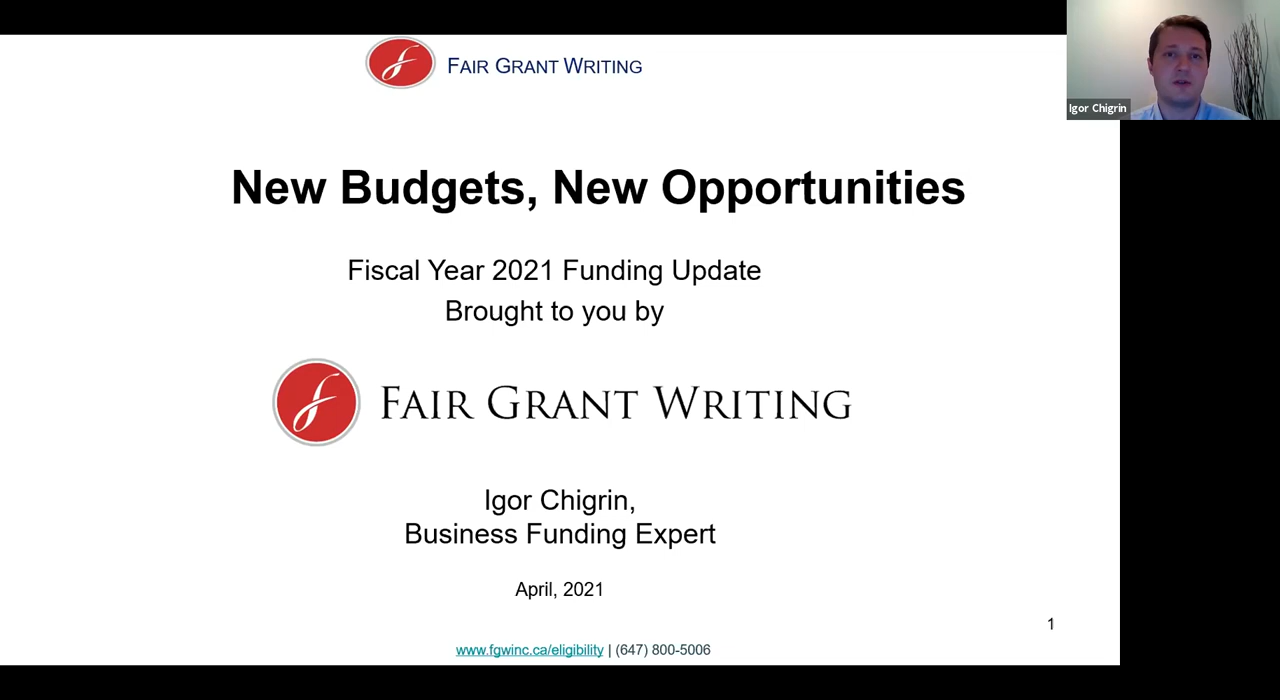 FAIR GRANT WRITING
Igor Chigrin
New Budgets, New Opportunities
Fiscal Year 2021 Funding Update
Brought to you by
FAIR GRANT WRITING
Igor Chigrin,
Business Funding Expert
April, 2021
1
www.fgwinc.ca/eligibility | (647) 800-5006